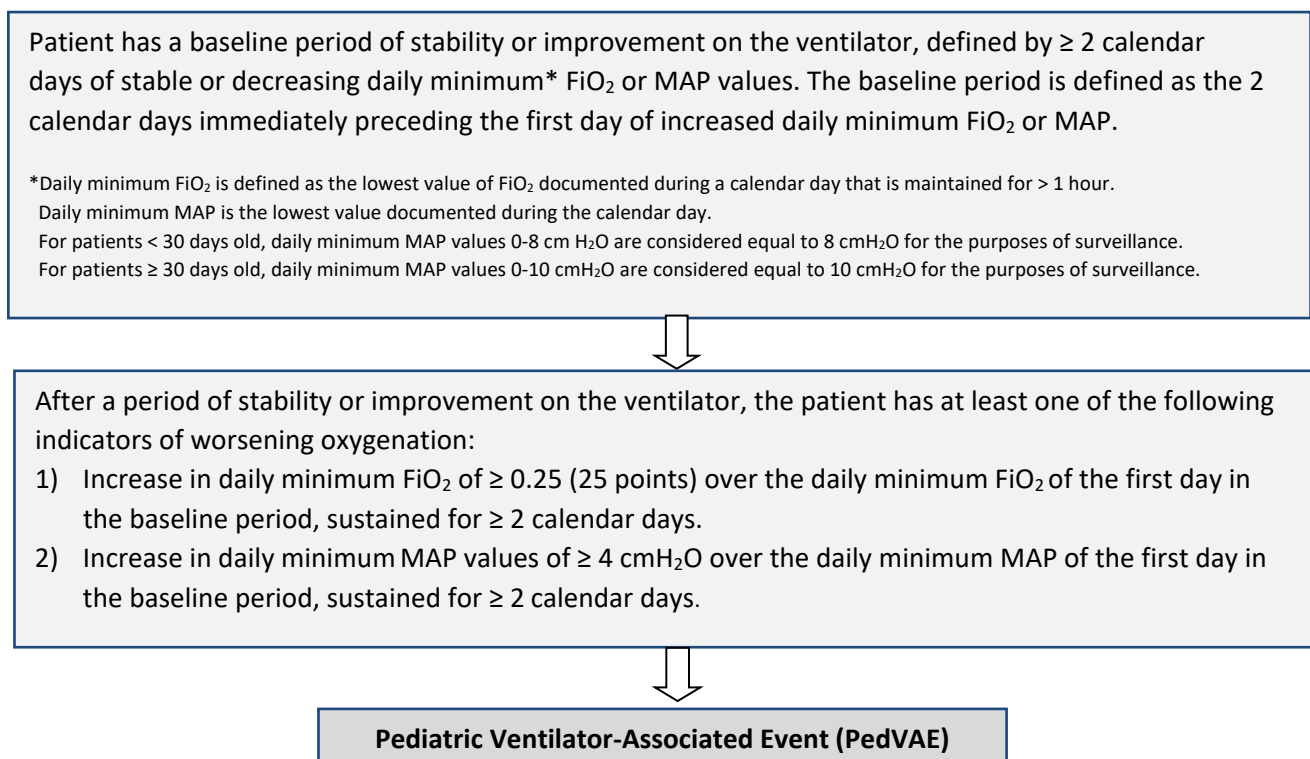 Patient has a baseline period of stability or improvement on the ventilator, defined by ≥ 2 calendar
days of stable or decreasing daily minimum* FiO₂ or MAP values. The baseline period is defined as the 2
calendar days immediately preceding the first day of increased daily minimum FiO₂ or MAP.
*Daily minimum FiO₂ is defined as the lowest value of FiO₂ documented during a calendar day that is maintained for > 1 hour.
Daily minimum MAP is the lowest value documented during the calendar day.
For patients < 30 days old, daily minimum MAP values 0-8 cm H₂O are considered equal to 8 cmH₂O for the purposes of surveillance.
For patients ≥ 30 days old, daily minimum MAP values 0-10 cmH₂O are considered equal to 10 cmH₂O for the purposes of surveillance.
After a period of stability or improvement on the ventilator, the patient has at least one of the following
indicators of worsening oxygenation:
1) Increase in daily minimum FiO₂ of ≥ 0.25 (25 points) over the daily minimum FiO₂ of the first day in
the baseline period, sustained for ≥ 2 calendar days.
2) Increase in daily minimum MAP values of ≥ 4 cmH₂O over the daily minimum MAP of the first day in
the baseline period, sustained for ≥ 2 calendar days.
Pediatric Ventilator-Associated Event (PedVAE)